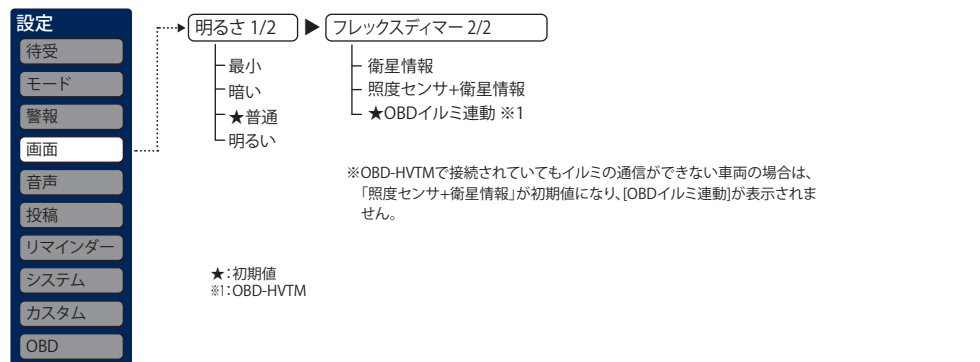 設定
待受
モード
警報
画面
音声
投稿
リマインダー
システム
カスタム
OBD
明るさ 1/2 ▶ フレックスディマー 2/2
最小
暗い
★普通
明るい
衛星情報
照度センサ+衛星情報
★OBDイルミ連動 ※1
※OBD-HVTMで接続されていてもイルミの通信ができない車両の場合は、
「照度センサ+衛星情報」が初期値になり、[OBDイルミ連動]が表示されま
せん。
★:初期値
※1:OBD-HVTM